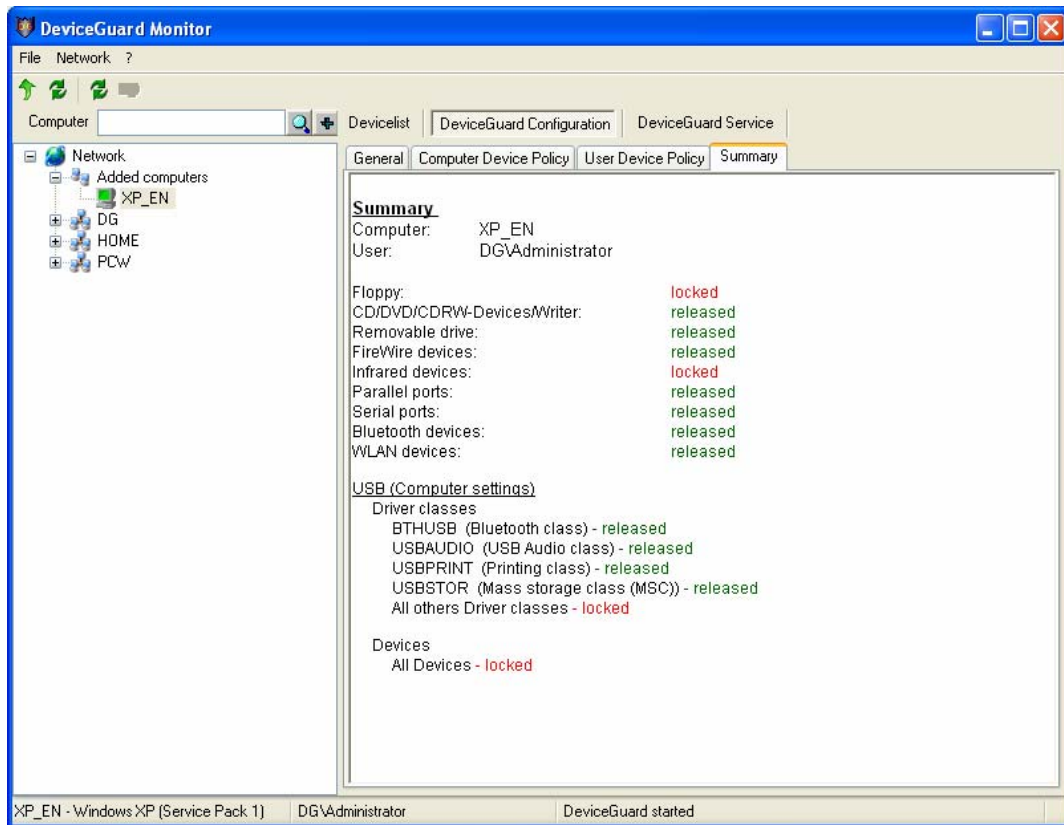 DeviceGuard Monitor
File Network ?
Computer
Devicelist DeviceGuard Configuration DeviceGuard Service
Network
Added computers
XP_EN
DG
HOME
PCW
General Computer Device Policy User Device Policy Summary
Summary
Computer: XP_EN
User: DG\Administrator
Floppy: locked
CD/DVD/CDRW-Devices/Writer: released
Removable drive: released
FireWire devices: released
Infrared devices: locked
Parallel ports: released
Serial ports: released
Bluetooth devices: released
WLAN devices: released
USB (Computer settings)
Driver classes
BTHUSB (Bluetooth class) - released
USBAUDIO (USB Audio class) - released
USBPRINT (Printing class) - released
USBSTOR (Mass storage class (MSC)) - released
All others Driver classes - locked
Devices
All Devices - locked
XP_EN - Windows XP (Service Pack 1) DG\Administrator DeviceGuard started